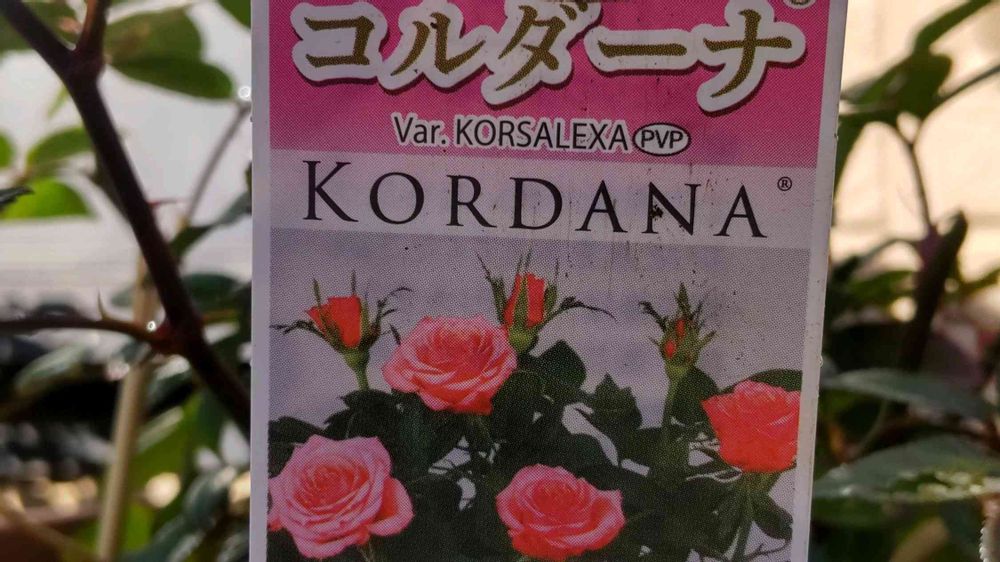 コルダーナ®
Var. KORSALEXA PVP
KORDANA®